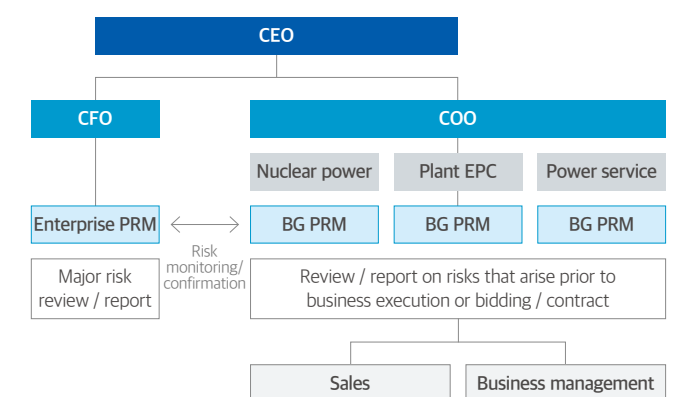 CEO
CFO
COO
Nuclear power
Plant EPC
Power service
Enterprise PRM
BG PRM
BG PRM
BG PRM
Risk
monitoring/
confirmation
Major risk
review / report
Review / report on risks that arise prior to
business execution or bidding / contract
Sales
Business management